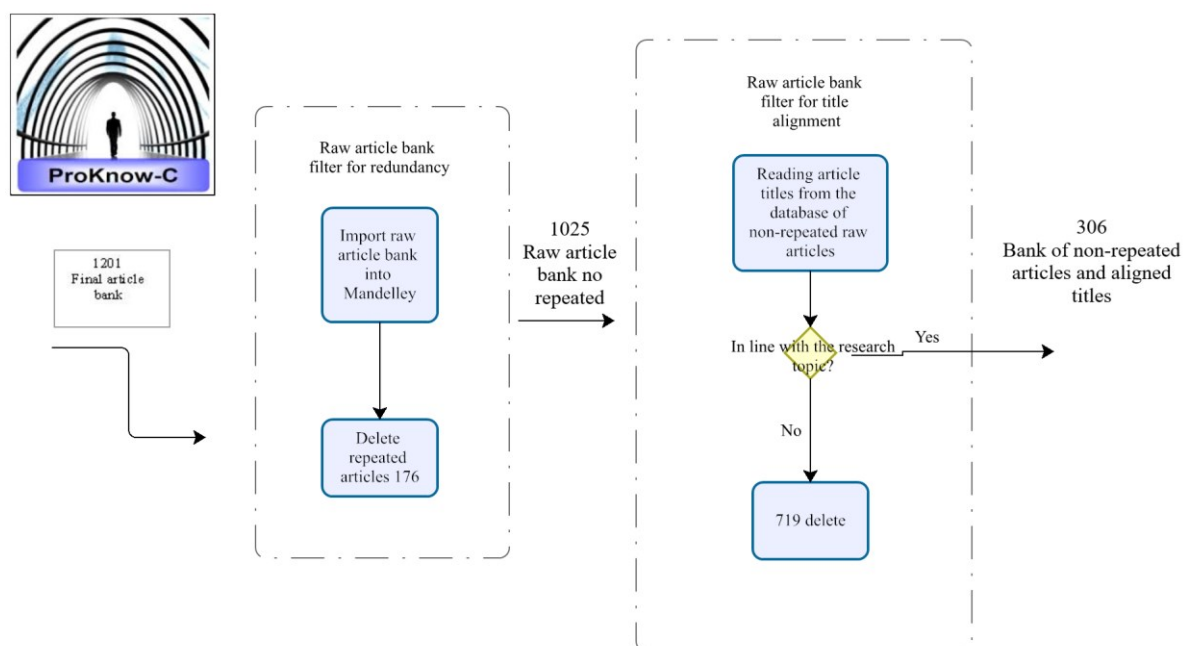 ProKnow-C
1201
Final article
bank
Raw article bank
filter for redundancy
Import raw
article bank
into
Mandelley
Delete
repeated
articles 176
1025
Raw article
bank no
repeated
Raw article bank
filter for title
alignment
Reading article
titles from the
database of
non-repeated raw
articles
In line with the research
topic?
Yes
No
719 delete
306
Bank of non-repeated
articles and aligned
titles